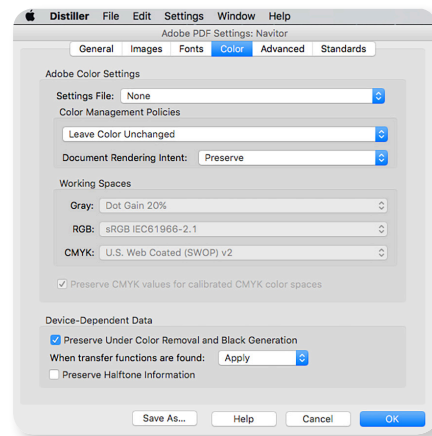 Distiller File Edit Settings Window Help
Adobe PDF Settings: Navitor
General Images Fonts Color Advanced Standards
Adobe Color Settings
Settings File: None
Color Management Policies
Leave Color Unchanged
Document Rendering Intent: Preserve
Working Spaces
Gray: Dot Gain 20%
RGB: sRGB IEC61966-2.1
CMYK: U.S. Web Coated (SWOP) v2
Preserve CMYK values for calibrated CMYK color spaces
Device-Dependent Data
Preserve Under Color Removal and Black Generation
When transfer functions are found: Apply
Preserve Halftone Information
Save As... Help Cancel OK